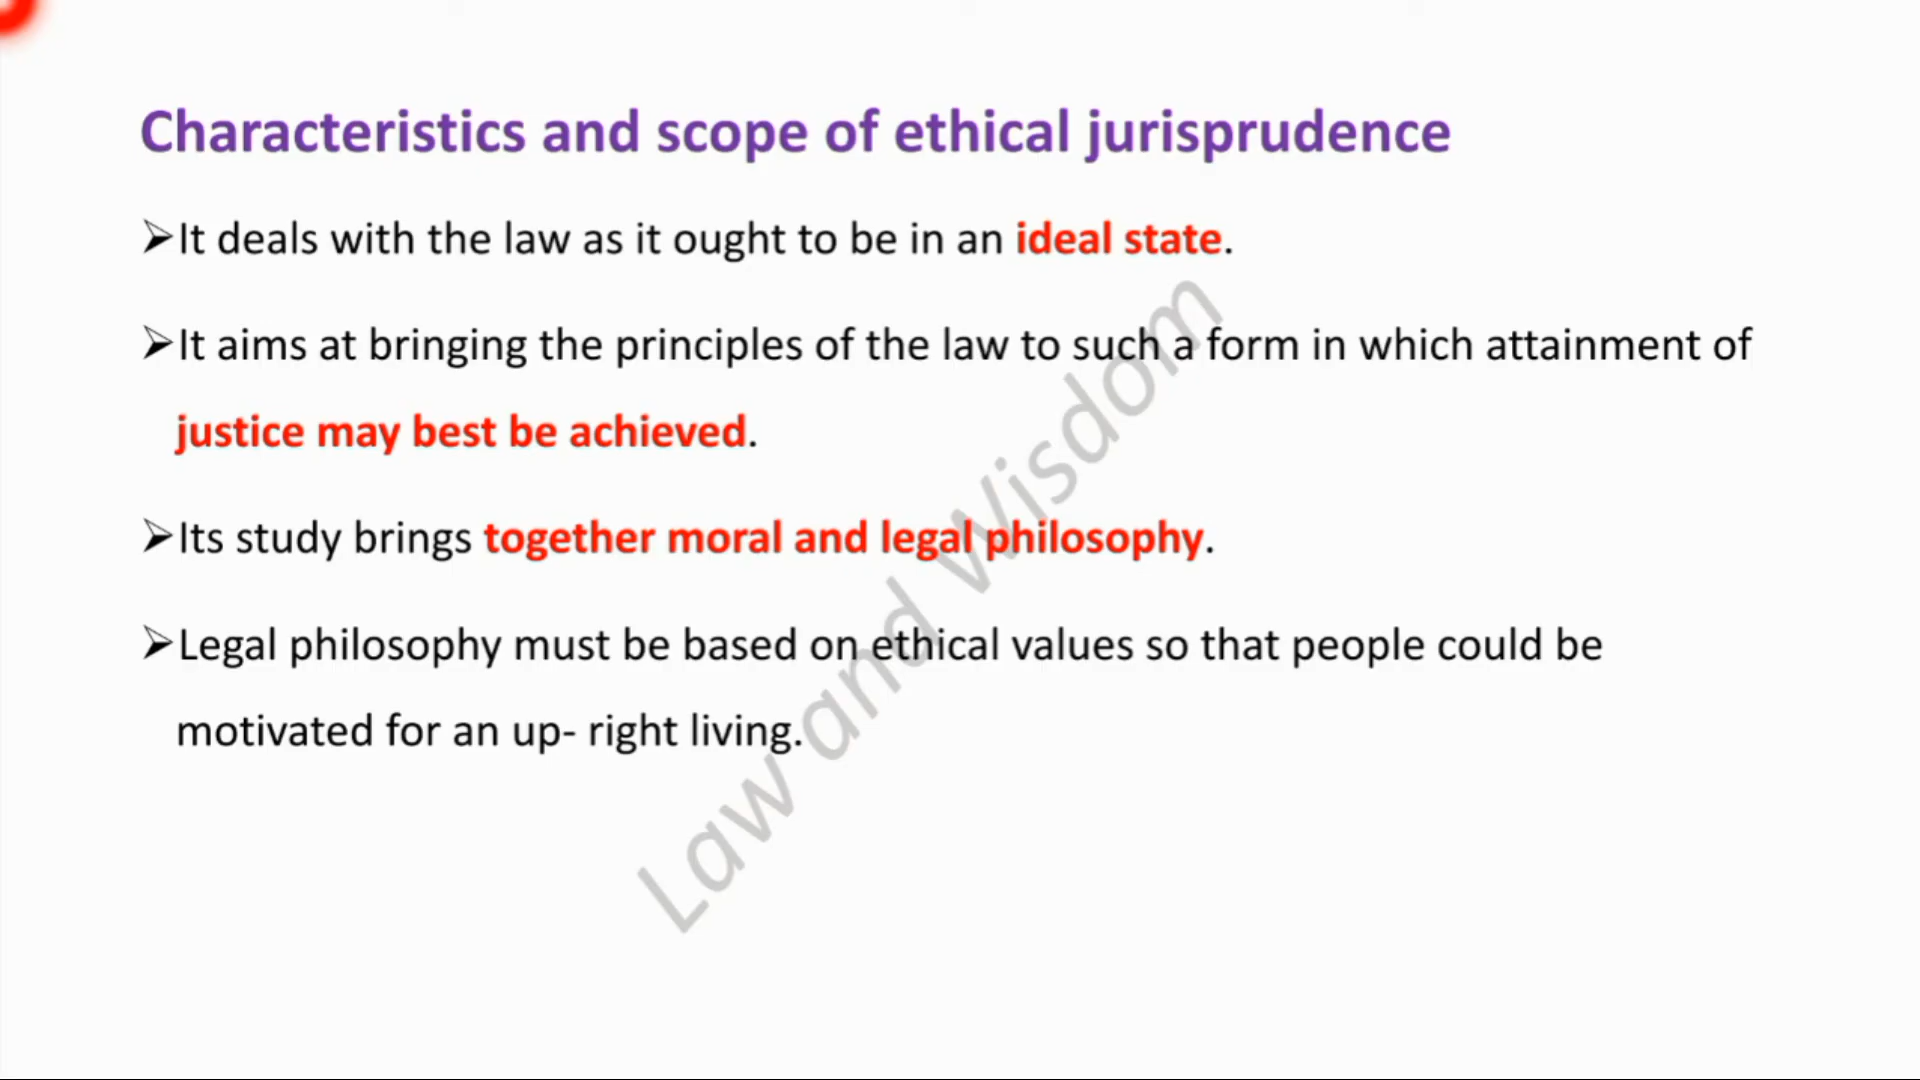 Characteristics and scope of ethical jurisprudence
➢It deals with the law as it ought to be in an ideal state.
➢It aims at bringing the principles of the law to such a form in which attainment of
justice may best be achieved.
➢Its study brings together moral and legal philosophy.
➢Legal philosophy must be based on ethical values so that people could be
motivated for an up- right living.
Law and Wisdom